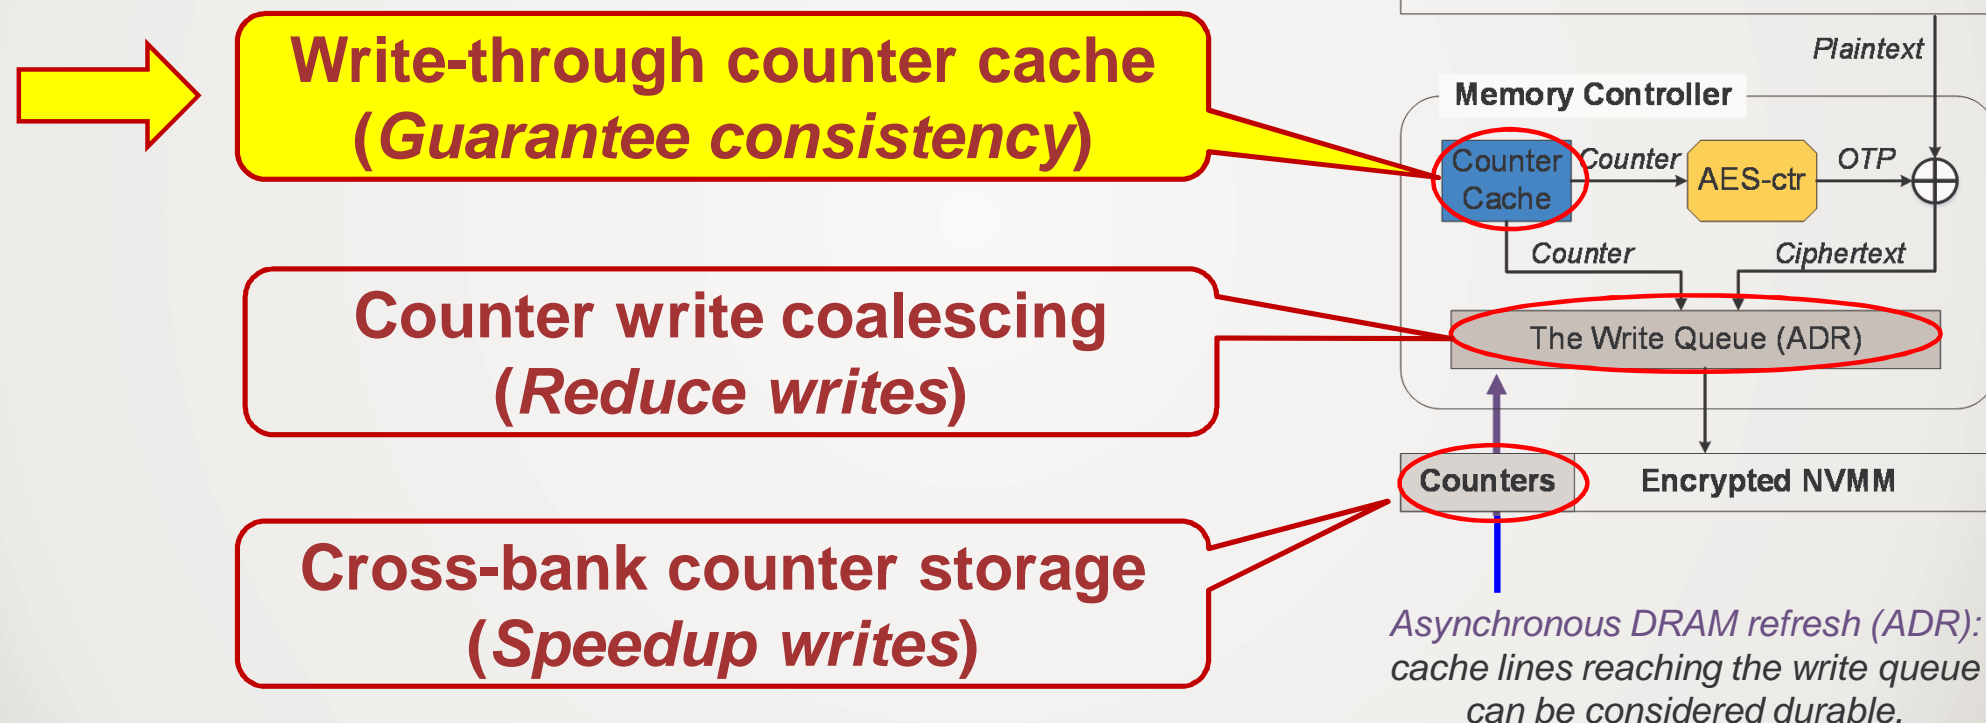 Write-through counter cache
(Guarantee consistency)
Counter write coalescing
(Reduce writes)
Cross-bank counter storage
(Speedup writes)
Plaintext
Memory Controller
Counter
Cache
Counter
AES-ctr
OTP
Counter
Ciphertext
The Write Queue (ADR)
Counters
Encrypted NVMM
Asynchronous DRAM refresh (ADR):
cache lines reaching the write queue
can be considered durable.